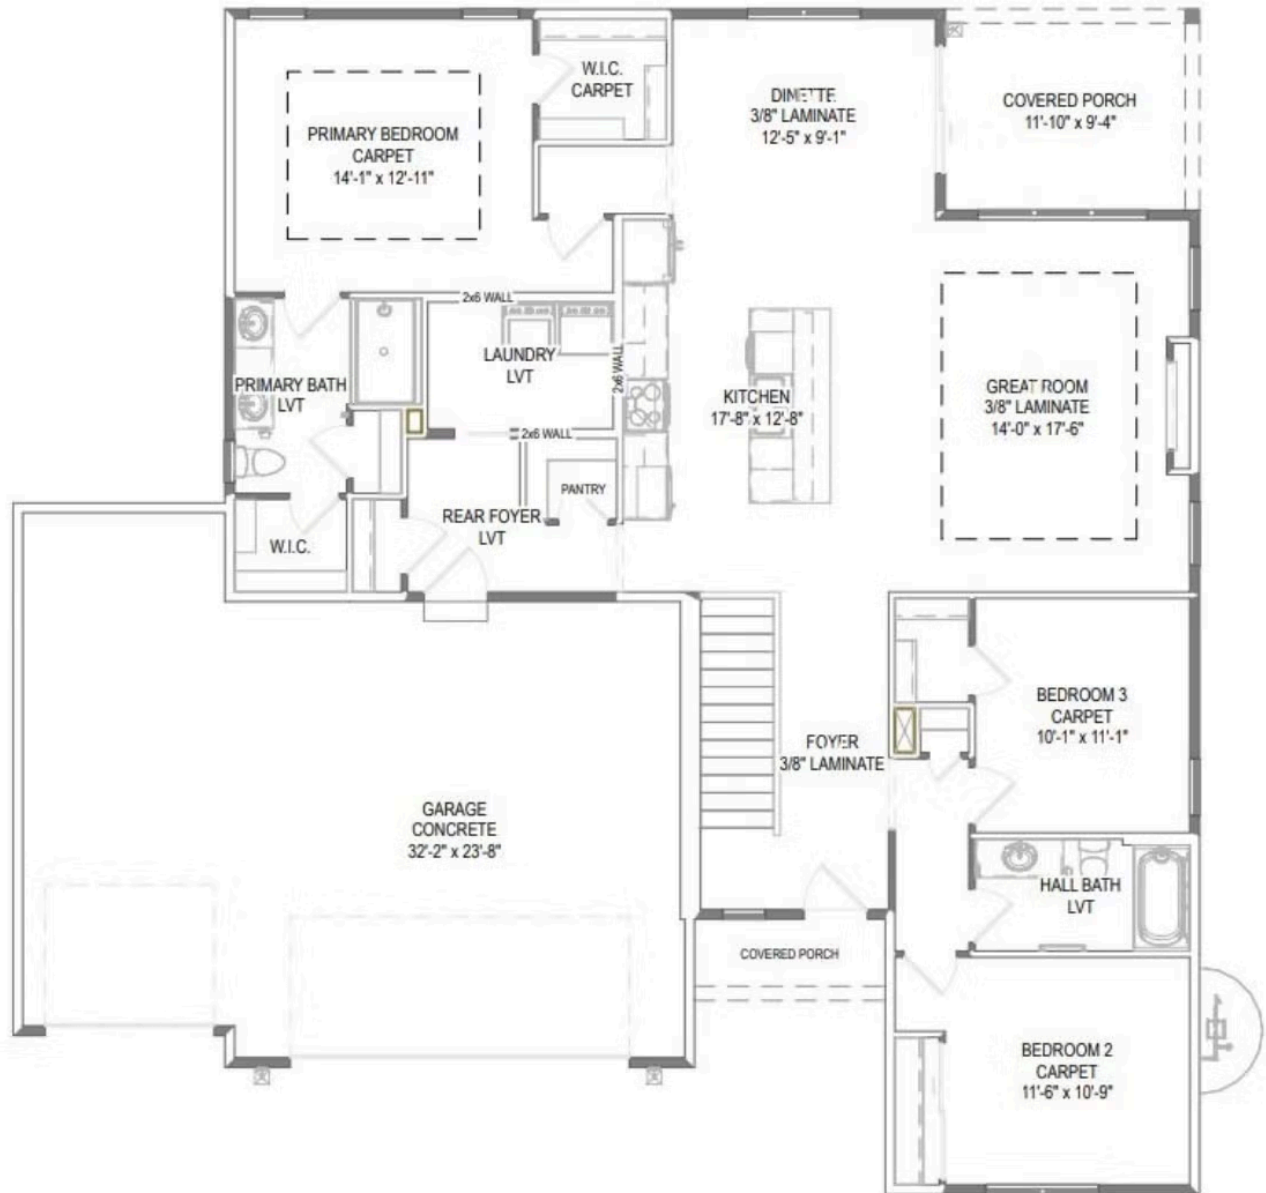 W.I.C.
CARPET
DINETTE
3/8" LAMINATE
12'-5" x 9'-1"
COVERED PORCH
11'-10" x 9'-4"
PRIMARY BEDROOM
CARPET
14'-1" x 12'-11"
2x6 WALL
LAUNDRY
LVT
2x6 WALL
PRIMARY BATH
LVT
KITCHEN
17'-8" x 12'-8"
GREAT ROOM
3/8" LAMINATE
14'-0" x 17'-6"
2x6 WALL
PANTRY
REAR FOYER
LVT
W.I.C.
BEDROOM 3
CARPET
10'-1" x 11'-1"
FOYER
3/8" LAMINATE
GARAGE
CONCRETE
32'-2" x 23'-8"
HALL BATH
LVT
COVERED PORCH
BEDROOM 2
CARPET
11'-6" x 10'-9"